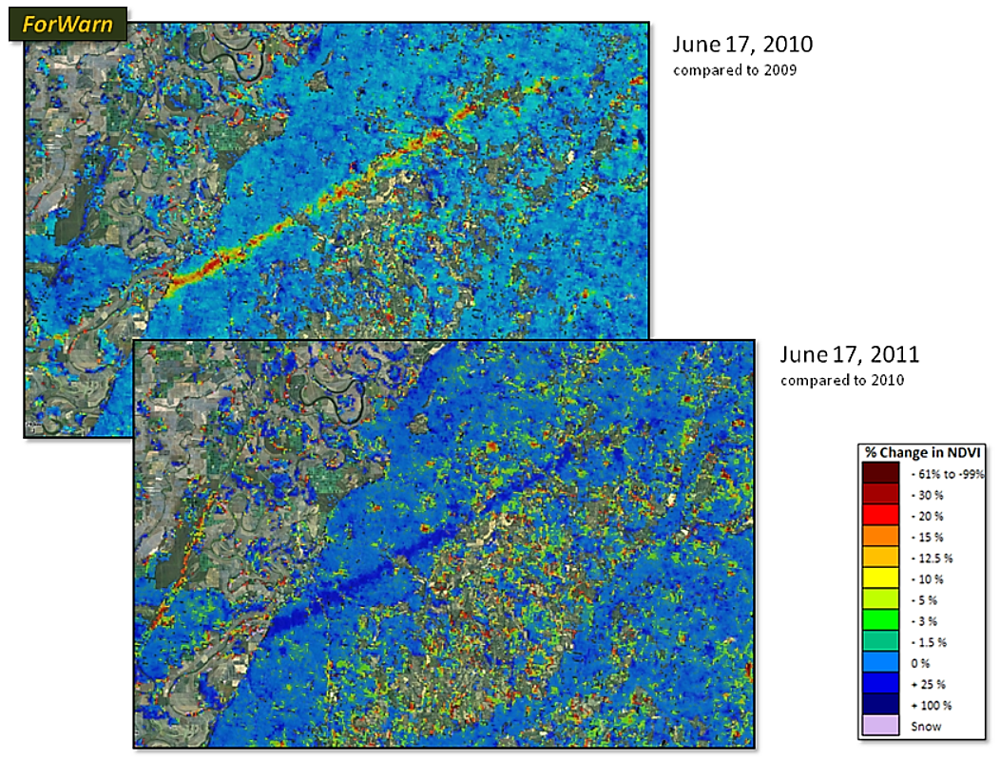 ForWarn
June 17, 2010
compared to 2009
June 17, 2011
compared to 2010
% Change in NDVI
- 61% to -99%
- 30 %
- 20 %
- 15 %
- 12.5 %
- 10 %
- 5 %
- 3 %
- 1.5 %
0 %
+ 25 %
+ 100 %
Snow